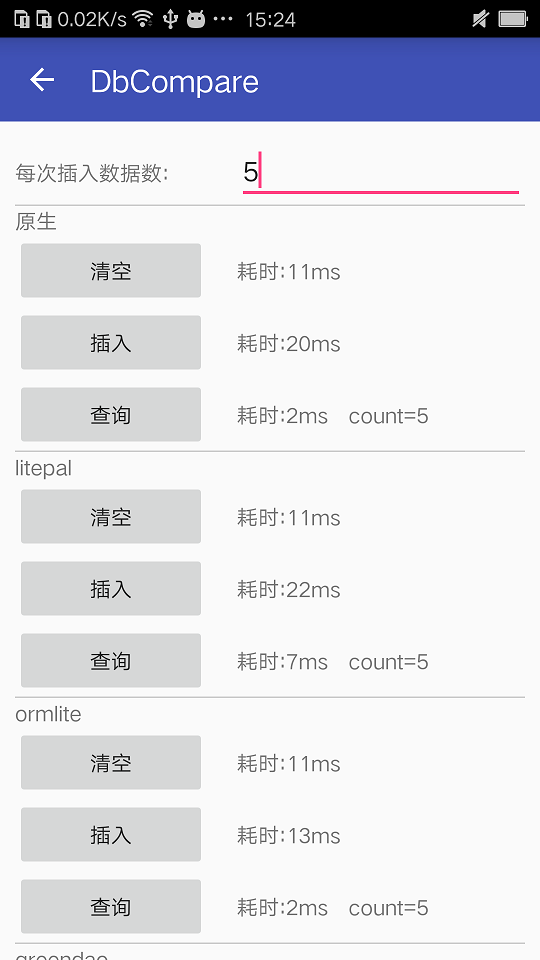 0.02K/s ··· 15:24
DbCompare
每次插入数据数: 5
原生
清空 耗时:11ms
插入 耗时:20ms
查询 耗时:2ms count=5
litepal
清空 耗时:11ms
插入 耗时:22ms
查询 耗时:7ms count=5
ormlite
清空 耗时:11ms
插入 耗时:13ms
查询 耗时:2ms count=5
greendao